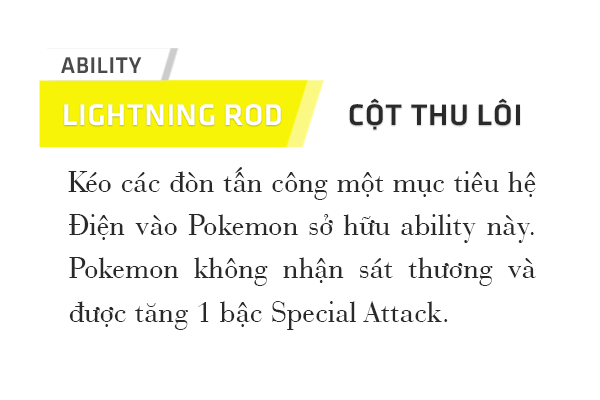 ABILITY
LIGHTNING ROD
CỘT THU LÔI
Kéo các đòn tấn công một mục tiêu hệ
Điện vào Pokemon sở hữu ability này.
Pokemon không nhận sát thương và
được tăng 1 bậc Special Attack.